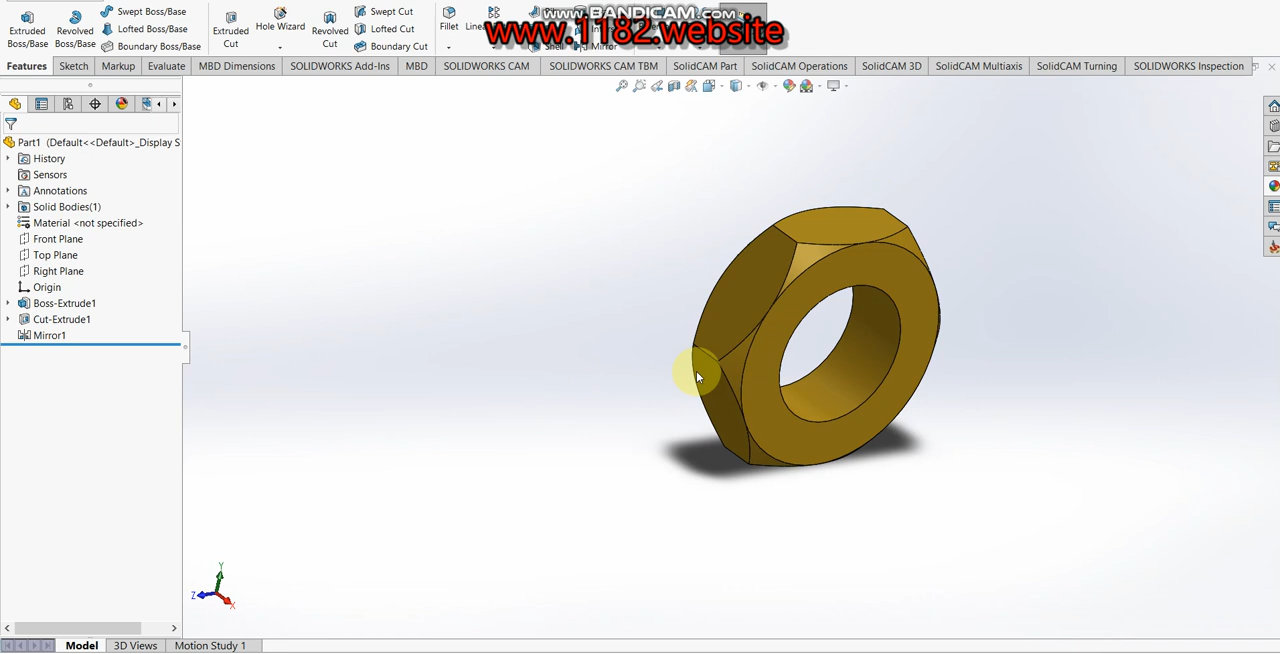 www.BANDICAM.com
www.1182.website
Extruded Boss/Base
Revolved Boss/Base
Swept Boss/Base
Lofted Boss/Base
Boundary Boss/Base
Extruded Cut
Hole Wizard
Revolved Cut
Swept Cut
Lofted Cut
Boundary Cut
Fillet
Mirror
Features Sketch Markup Evaluate MBD Dimensions SOLIDWORKS Add-Ins MBD SOLIDWORKS CAM SOLIDWORKS CAM TBM SolidCAM Part SolidCAM Operations SolidCAM 3D SolidCAM Multiaxis SolidCAM Turning SOLIDWORKS Inspection
Part1 (Default<<Default>_Display S
History
Sensors
Annotations
Solid Bodies(1)
Material <not specified>
Front Plane
Top Plane
Right Plane
Origin
Boss-Extrude1
Cut-Extrude1
Mirror1
Y
Z
X
Model 3D Views Motion Study 1